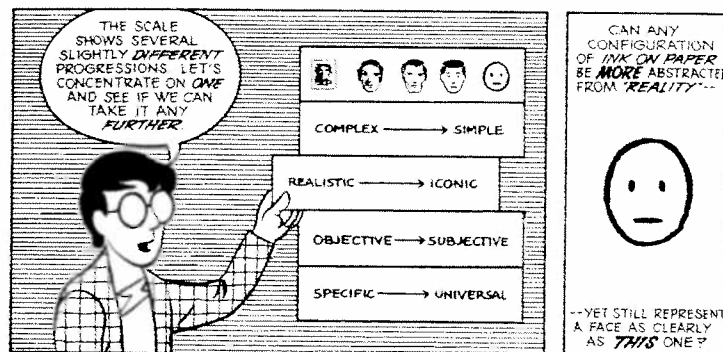 THE SCALE
SHOWS SEVERAL
SLIGHTLY DIFFERENT
PROGRESSIONS. LET'S
CONCENTRATE ON ONE
AND SEE IF WE CAN
TAKE IT ANY
FURTHER.
COMPLEX → SIMPLE
REALISTIC → ICONIC
OBJECTIVE → SUBJECTIVE
SPECIFIC → UNIVERSAL
CAN ANY
CONFIGURATION
OF INK ON PAPER
BE MORE ABSTRACTED
FROM "REALITY"--
--YET STILL REPRESENT
A FACE AS CLEARLY
AS THIS ONE?